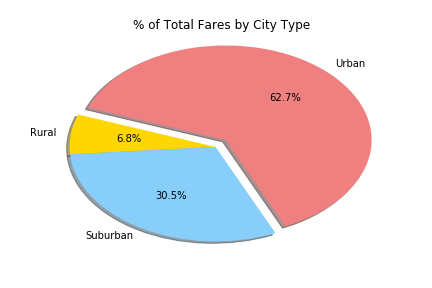 % of Total Fares by City Type
Urban
62.7%
Rural
6.8%
30.5%
Suburban